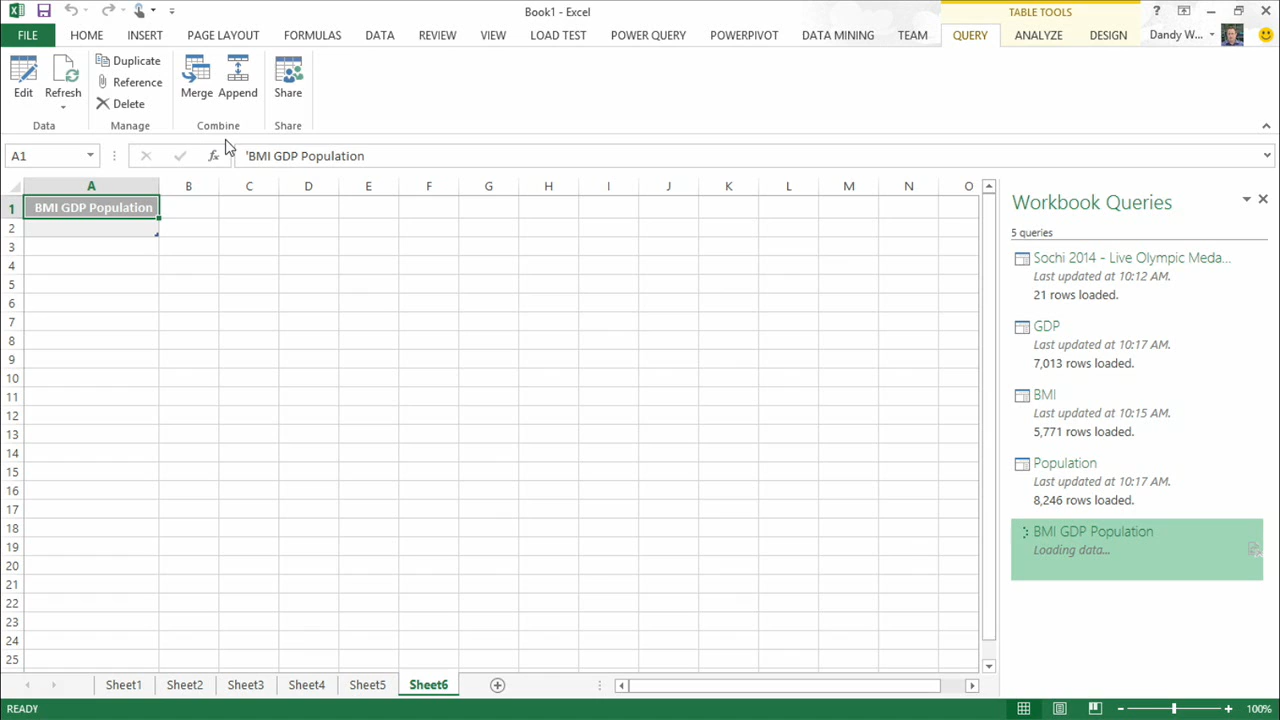 Book1 - Excel
TABLE TOOLS
?
FILE
HOME
INSERT
PAGE LAYOUT
FORMULAS
DATA
REVIEW
VIEW
LOAD TEST
POWER QUERY
POWERPIVOT
DATA MINING
TEAM
QUERY
ANALYZE
DESIGN
Dandy W...
Edit
Refresh
Duplicate
Reference
Delete
Merge
Append
Share
Data
Manage
Combine
Share
A1
fx
'BMI GDP Population
A B C D E F G H I J K L M N O
1 BMI GDP Population
2
3
4
5
6
7
8
9
10
11
12
13
14
15
16
17
18
19
20
21
22
23
24
25
Workbook Queries
5 queries
Sochi 2014 - Live Olympic Meda...
Last updated at 10:12 AM.
21 rows loaded.
GDP
Last updated at 10:17 AM.
7,013 rows loaded.
BMI
Last updated at 10:15 AM.
5,771 rows loaded.
Population
Last updated at 10:17 AM.
8,246 rows loaded.
BMI GDP Population
Loading data...
Sheet1
Sheet2
Sheet3
Sheet4
Sheet5
Sheet6
READY
100%